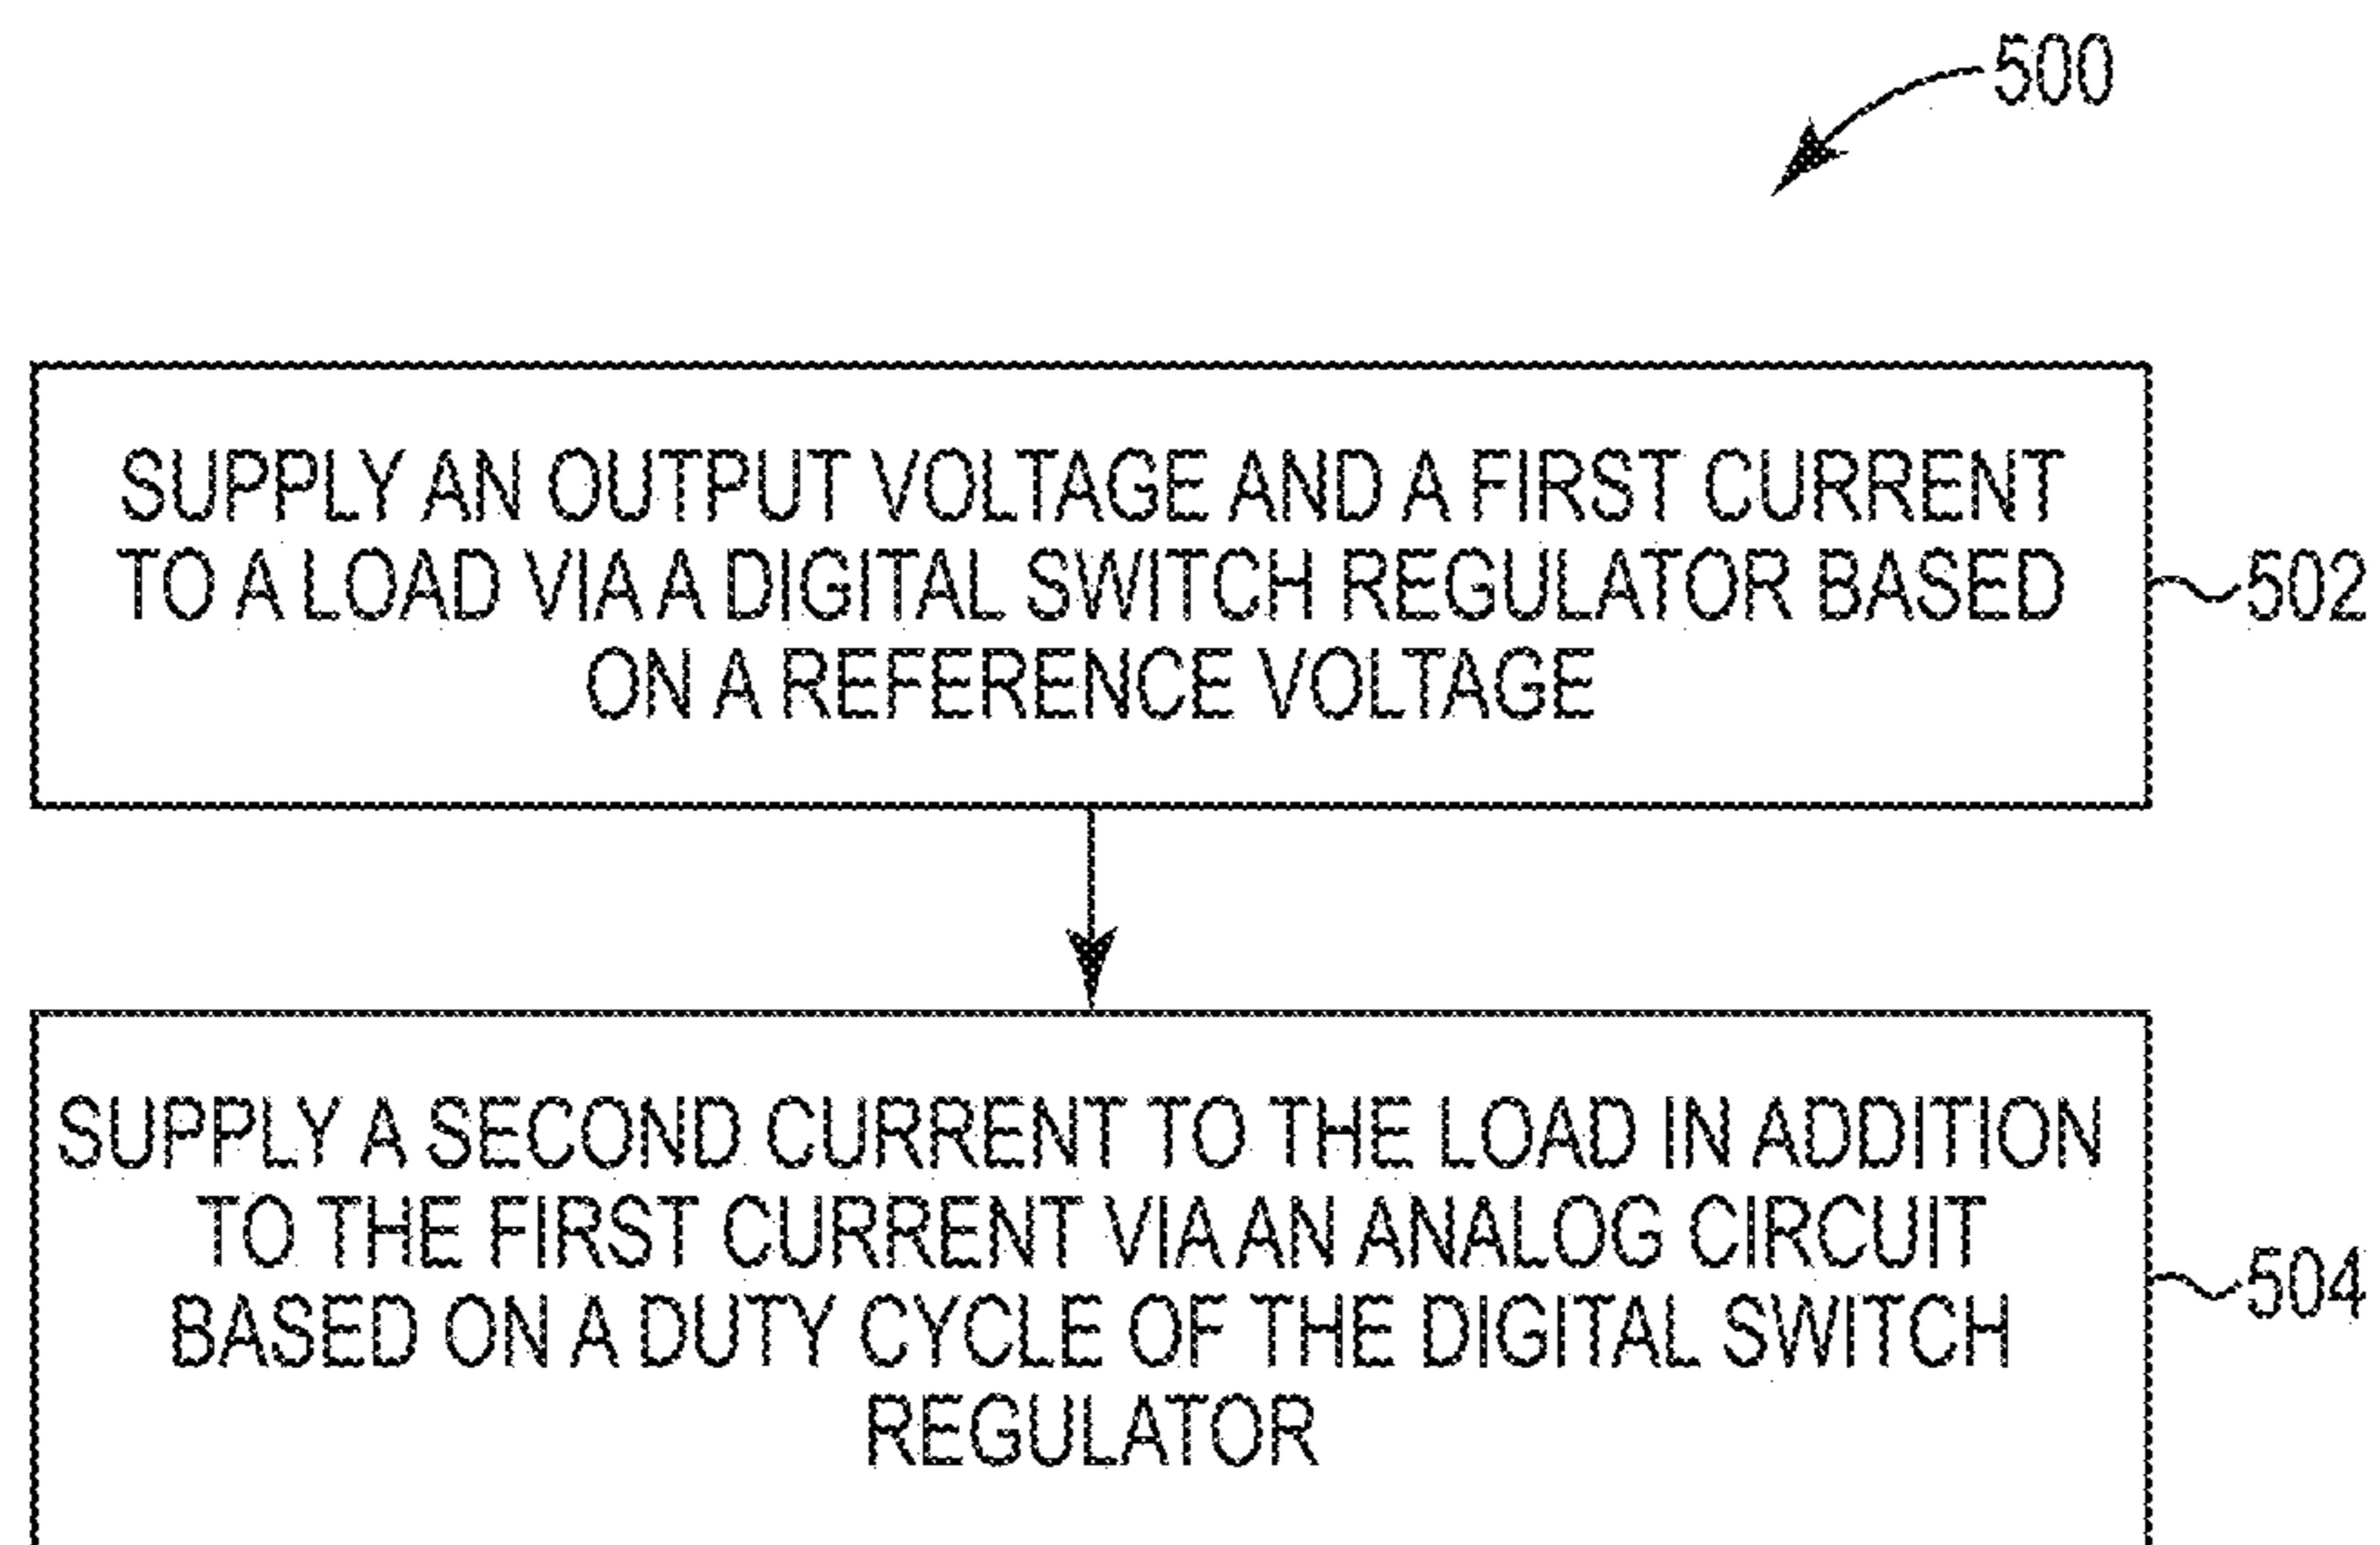 500
SUPPLY AN OUTPUT VOLTAGE AND A FIRST CURRENT
TO A LOAD VIA A DIGITAL SWITCH REGULATOR BASED
ON A REFERENCE VOLTAGE
502
SUPPLY A SECOND CURRENT TO THE LOAD IN ADDITION
TO THE FIRST CURRENT VIA AN ANALOG CIRCUIT
BASED ON A DUTY CYCLE OF THE DIGITAL SWITCH
REGULATOR
504